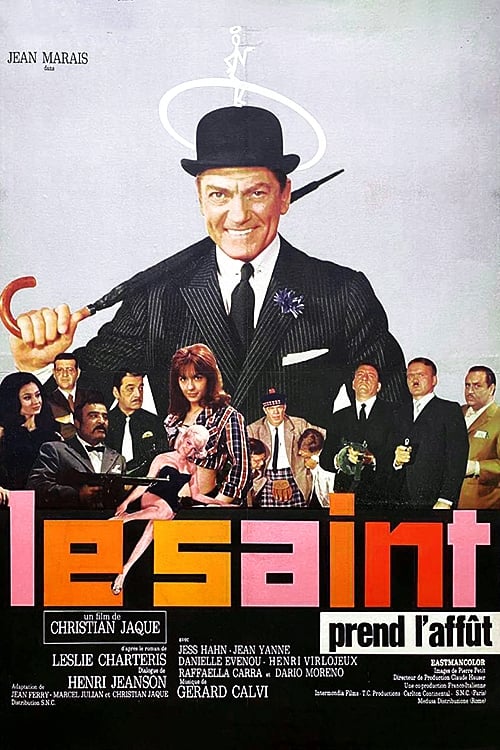 JEAN MARAIS
dans
le saint
prend l'affût
un film de
CHRISTIAN JAQUE
d'après le roman de
LESLIE CHARTERIS
Dialogue de
HENRI JEANSON
Adaptation de
JEAN FERRY - MARCEL JULIAN et CHRISTIAN JAQUE
Distribution S.N.C.
avec
JESS HAHN - JEAN YANNE
DANIELLE EVENOU - HENRI VIRLOJEUX
RAFFAELLA CARRA et DARIO MORENO
Musique de
GERARD CALVI
EASTMANCOLOR
Images de Pierre Petit
Directeur de Production Claude Hauser
Une co-production Franco-Italienne
Intermondia Films - T.C. Productions - Carlton Continental - S.N.C. (Paris)
Medusa Distribuzione (Rome)